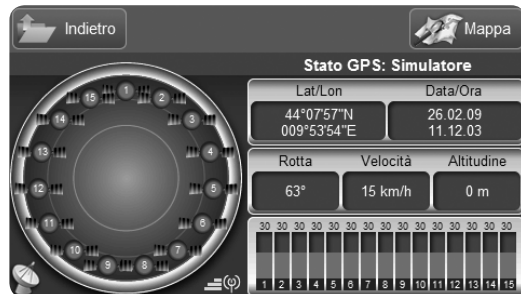 Indietro
Mappa
Stato GPS: Simulatore
Lat/Lon
Data/Ora
44°07'57"N
26.02.09
009°53'54"E
11.12.03
Rotta
Velocità
Altitudine
63°
15 km/h
0 m
30 30 30 30 30 30 30 30 30 30 30 30 30 30 30
1 2 3 4 5 6 7 8 9 10 11 12 13 14 15
1
2
3
4
5
6
7
8
9
10
11
12
13
14
15